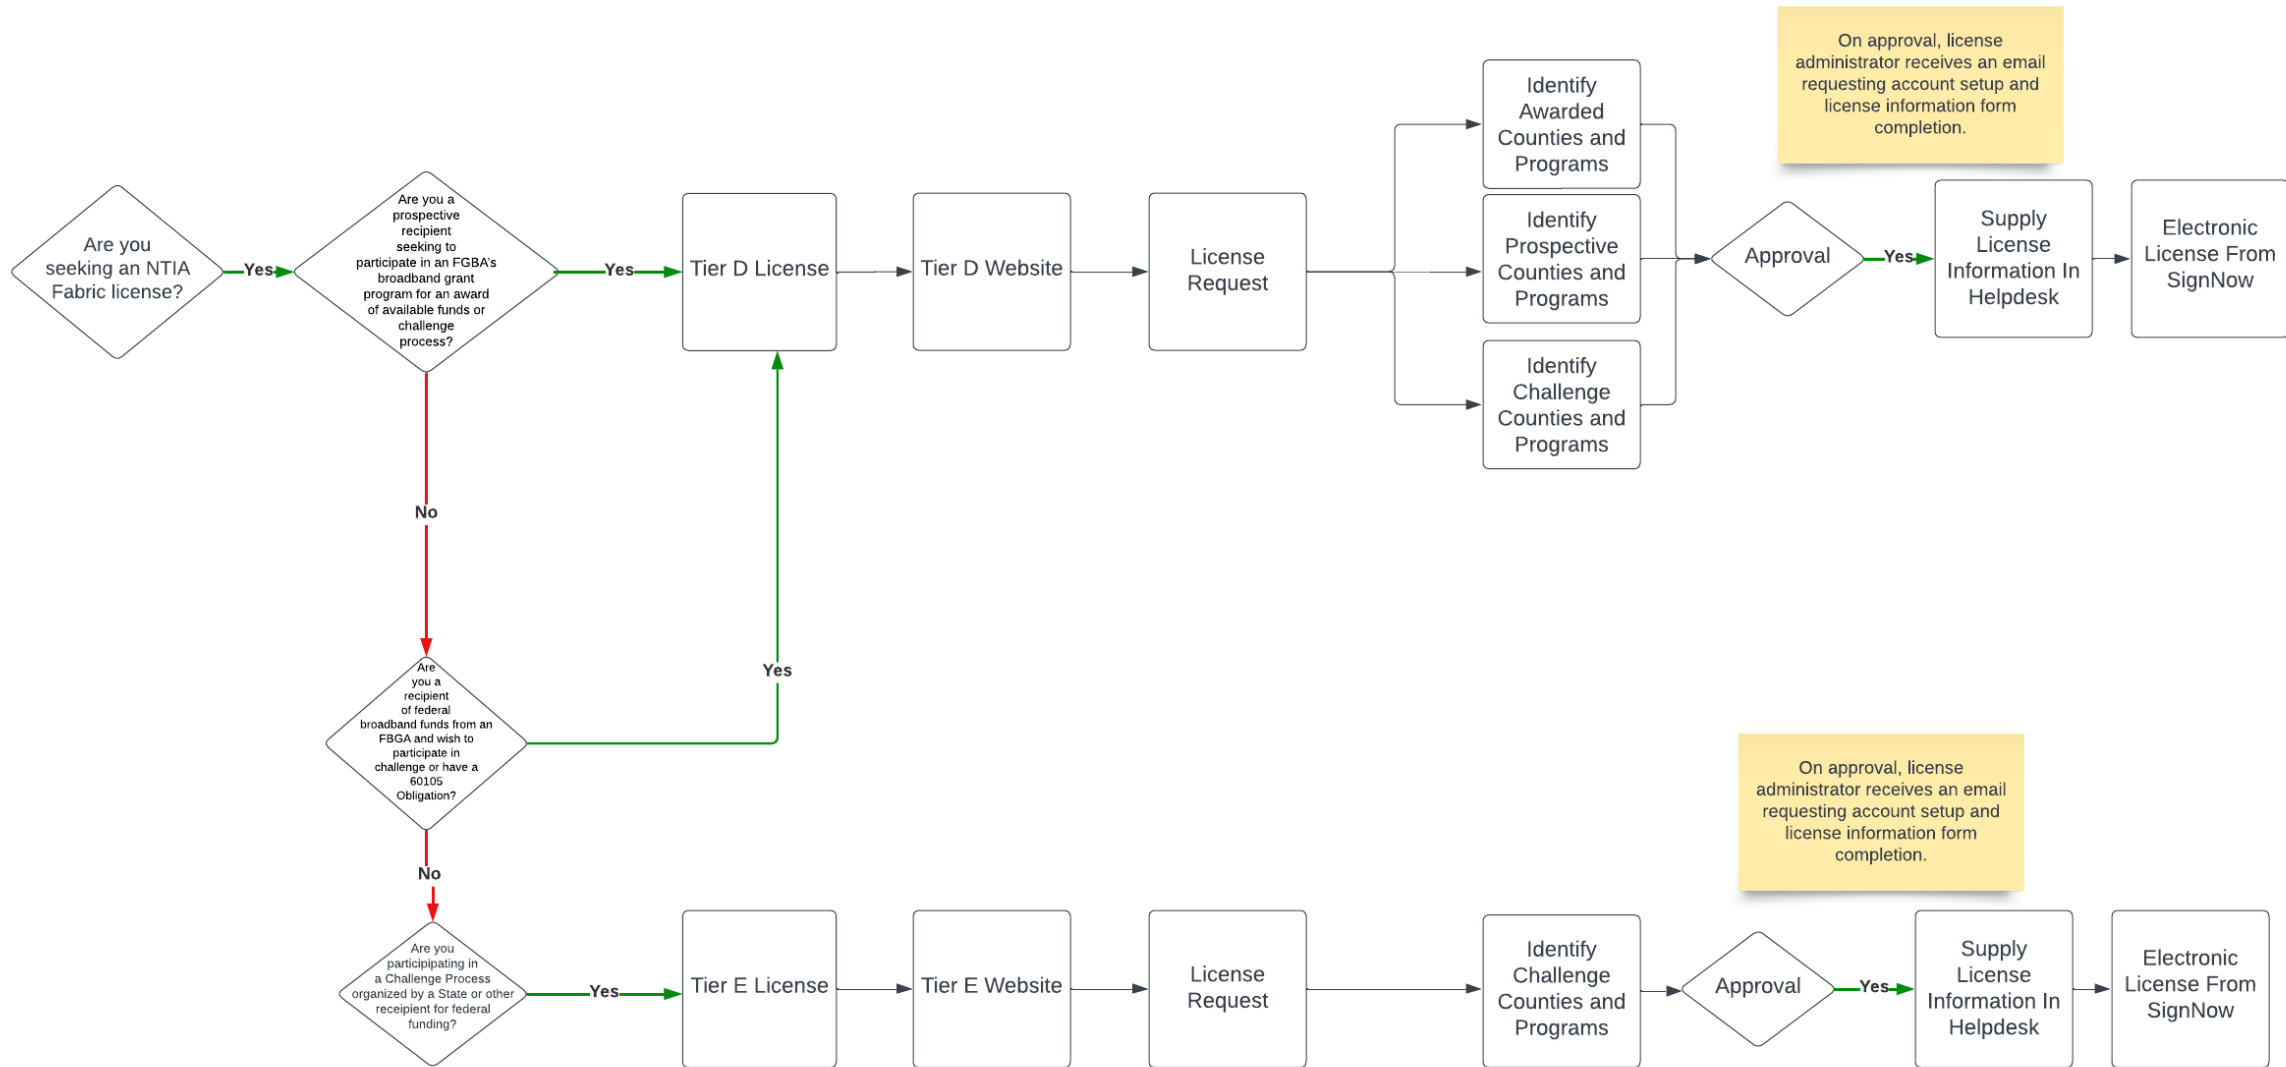 Are you
seeking an NTIA
Fabric license?
Yes
Are you a
prospective
recipient
seeking to
participate in an FGBA's
broadband grant
program for an award
of available funds or
challenge
process?
Yes
Tier D License
Tier D Website
License
Request
Identify
Awarded
Counties and
Programs
Identify
Prospective
Counties and
Programs
Identify
Challenge
Counties and
Programs
Approval
Yes
On approval, license
administrator receives an email
requesting account setup and
license information form
completion.
Supply
License
Information In
Helpdesk
Electronic
License From
SignNow
No
Yes
Are
you a
recipient
of federal
broadband funds from an
FBGA and wish to
participate in
challenge or have a
60105
Obligation?
No
Are you
participipating in
a Challenge Process
organized by a State or other
receipient for federal
funding?
Yes
Tier E License
Tier E Website
License
Request
Identify
Challenge
Counties and
Programs
Approval
Yes
On approval, license
administrator receives an email
requesting account setup and
license information form
completion.
Supply
License
Information In
Helpdesk
Electronic
License From
SignNow